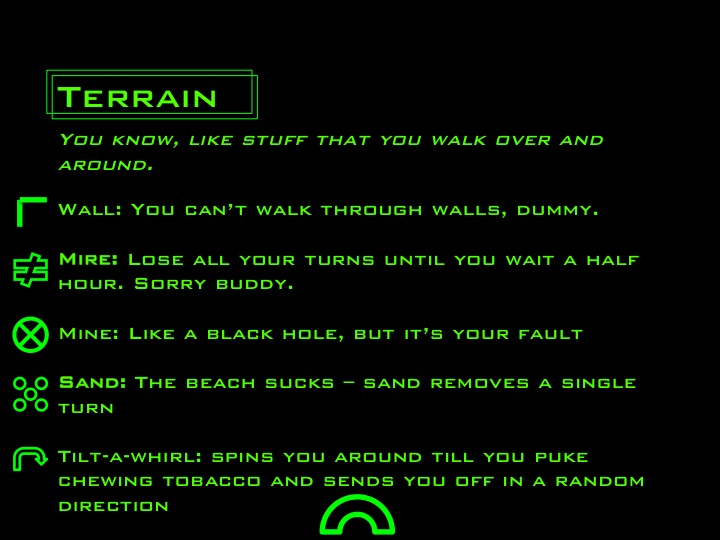 Terrain
You know, like stuff that you walk over and
around.
Wall: You can’t walk through walls, dummy.
Mire: Lose all your turns until you wait a half
hour. Sorry buddy.
Mine: Like a black hole, but it’s your fault
Sand: The beach sucks – sand removes a single
turn
Tilt-a-whirl: spins you around till you puke
chewing tobacco and sends you off in a random
direction